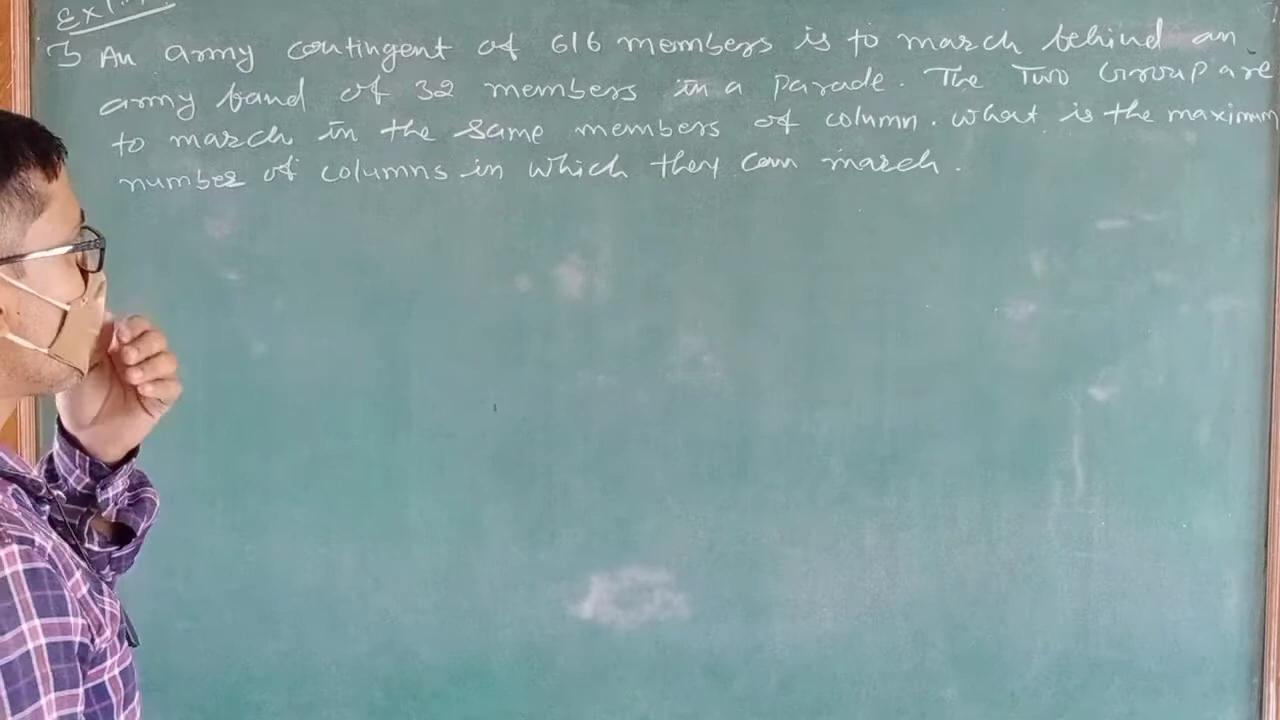 3 An army contingent of 616 members is to march behind an
army band of 32 members in a parade. The Two Group are
to march in the same members of column. what is the maximum
number of columns in which they can march.